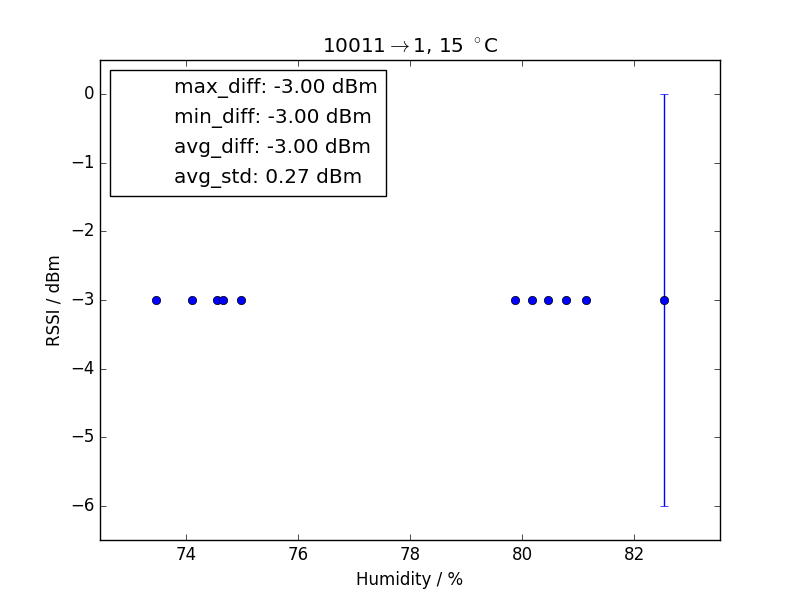 10011→1, 15 °C
max_diff: -3.00 dBm
min_diff: -3.00 dBm
avg_diff: -3.00 dBm
avg_std: 0.27 dBm
RSSI / dBm
0
−1
−2
−3
−4
−5
−6
74 76 78 80 82
Humidity / %